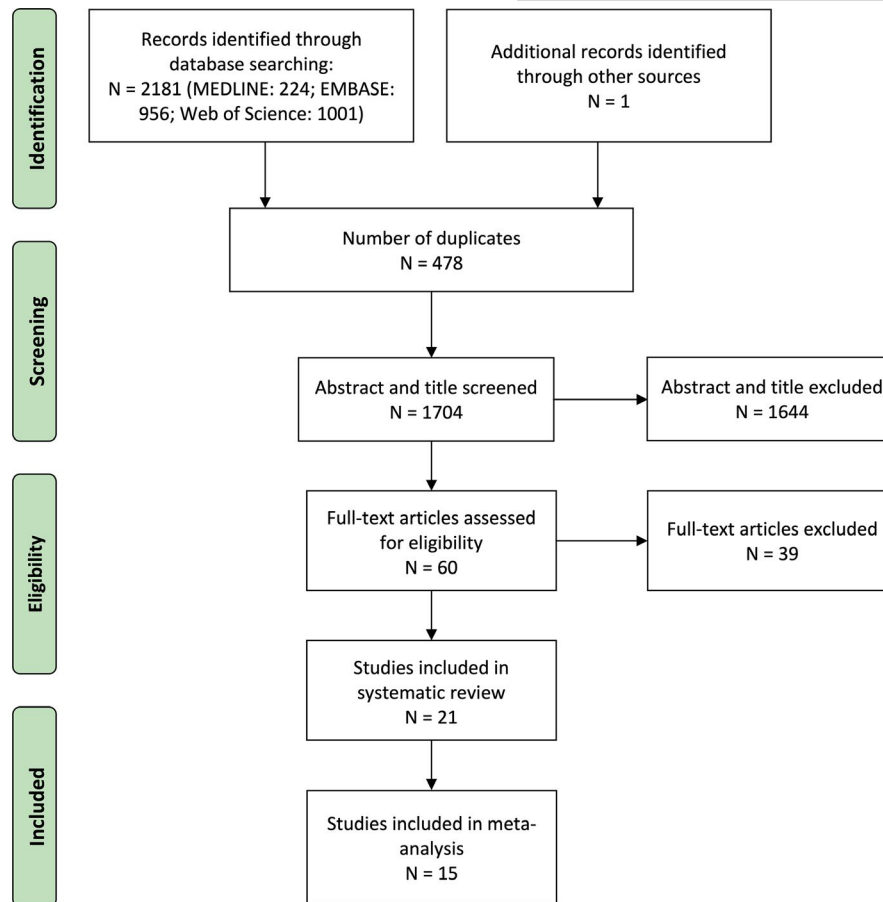 Identification
Records identified through
database searching:
N = 2181 (MEDLINE: 224; EMBASE:
956; Web of Science: 1001)
Additional records identified
through other sources
N = 1
Number of duplicates
N = 478
Screening
Abstract and title screened
N = 1704
Abstract and title excluded
N = 1644
Eligibility
Full-text articles assessed
for eligibility
N = 60
Full-text articles excluded
N = 39
Studies included in
systematic review
N = 21
Included
Studies included in meta-
analysis
N = 15